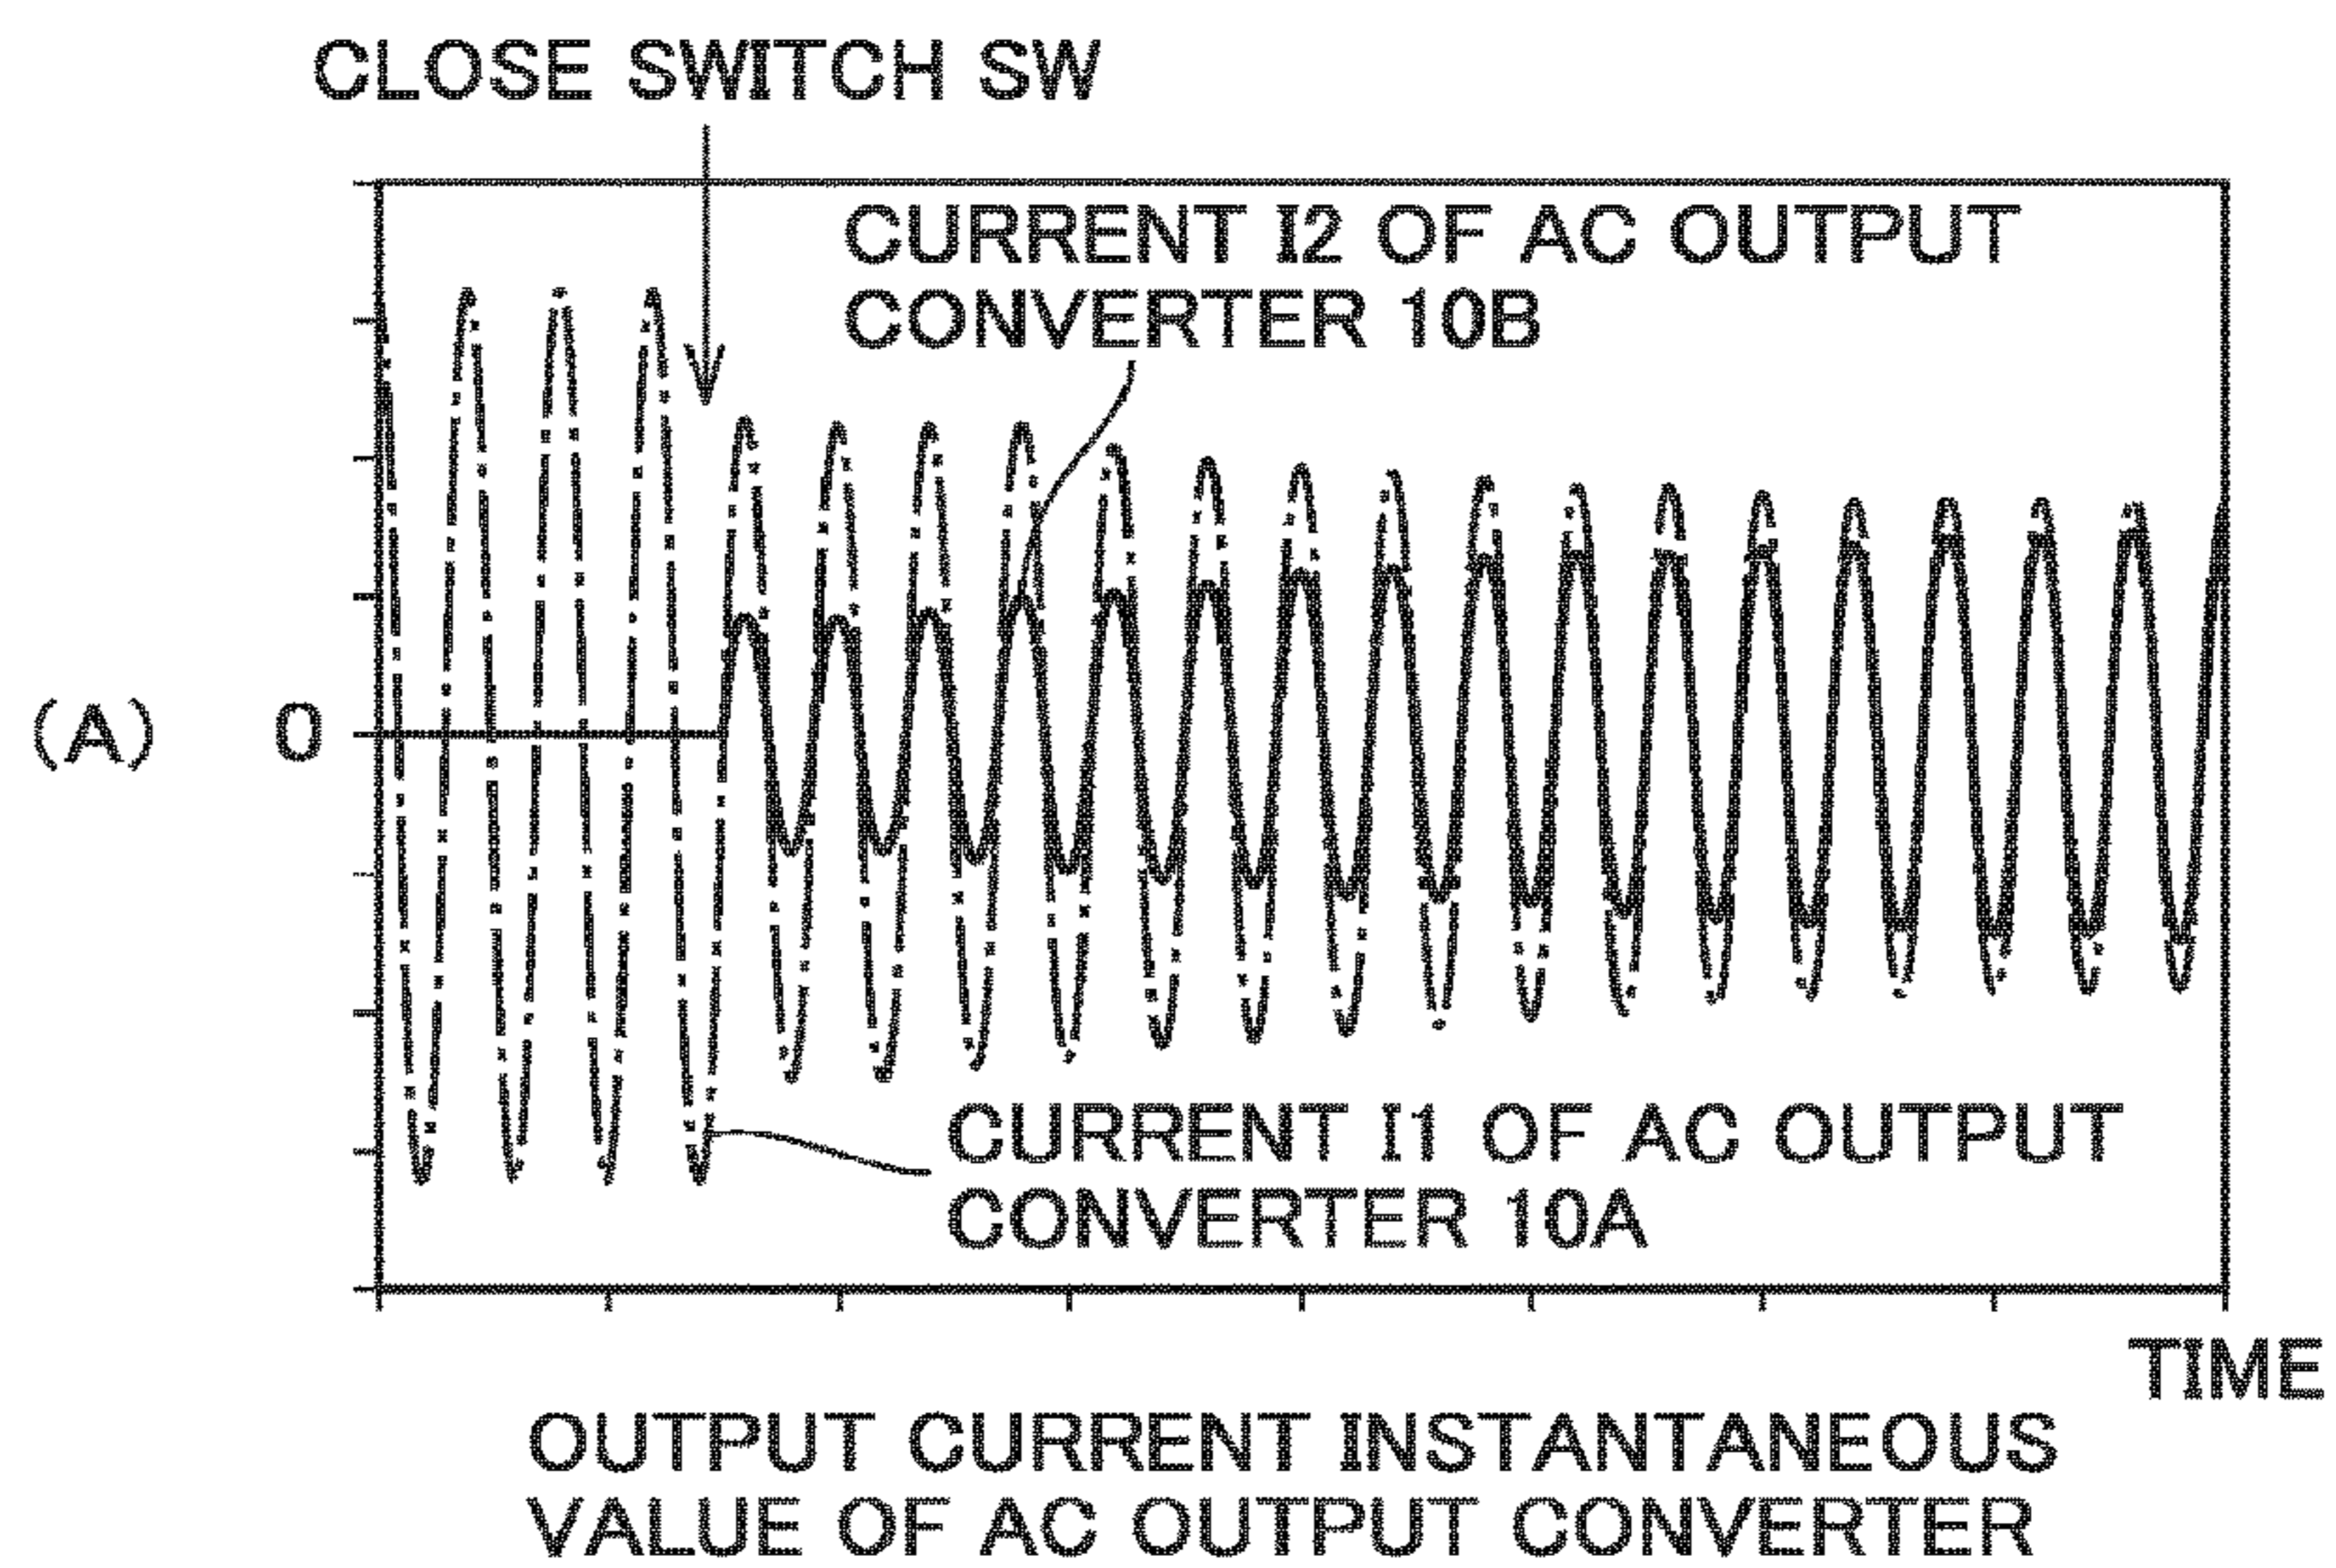 CLOSE SWITCH SW
CURRENT I2 OF AC OUTPUT
CONVERTER 10B
(A) 0
CURRENT I1 OF AC OUTPUT
CONVERTER 10A
TIME
OUTPUT CURRENT INSTANTANEOUS
VALUE OF AC OUTPUT CONVERTER